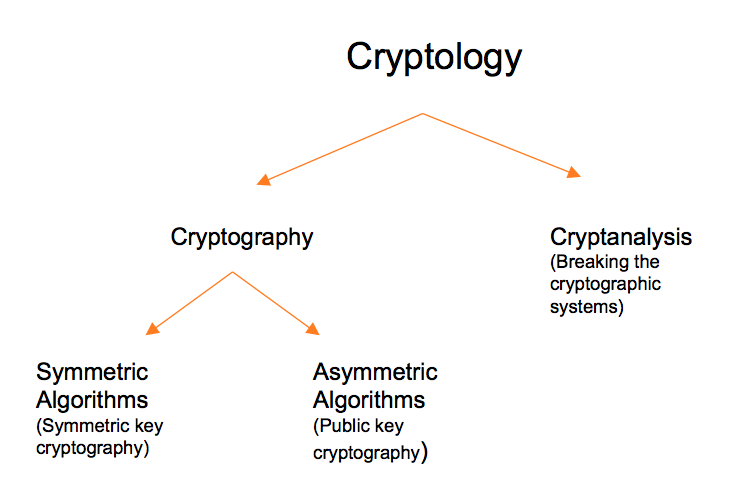 Cryptology
Cryptography
Cryptanalysis
(Breaking the
cryptographic
systems)
Symmetric
Algorithms
(Symmetric key
cryptography)
Asymmetric
Algorithms
(Public key
cryptography)